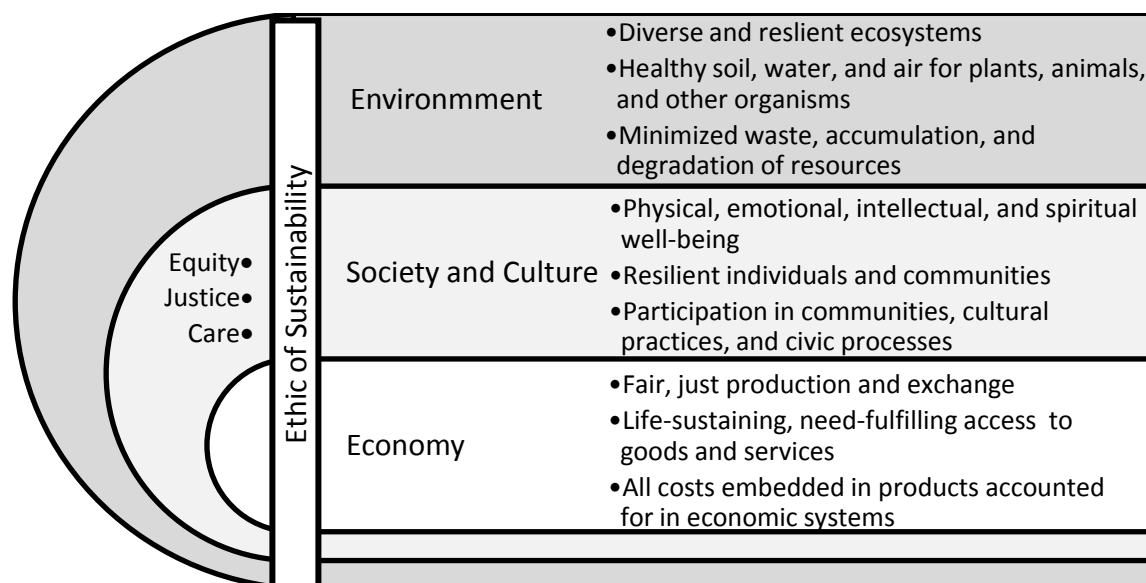 Equity•
Justice•
Care•
Ethic of Sustainability
Environmment
•Diverse and reslient ecosystems
•Healthy soil, water, and air for plants, animals,
and other organisms
•Minimized waste, accumulation, and
degradation of resources
Society and Culture
•Physical, emotional, intellectual, and spiritual
well-being
•Resilient individuals and communities
•Participation in communities, cultural
practices, and civic processes
Economy
•Fair, just production and exchange
•Life-sustaining, need-fulfilling access to
goods and services
•All costs embedded in products accounted
for in economic systems